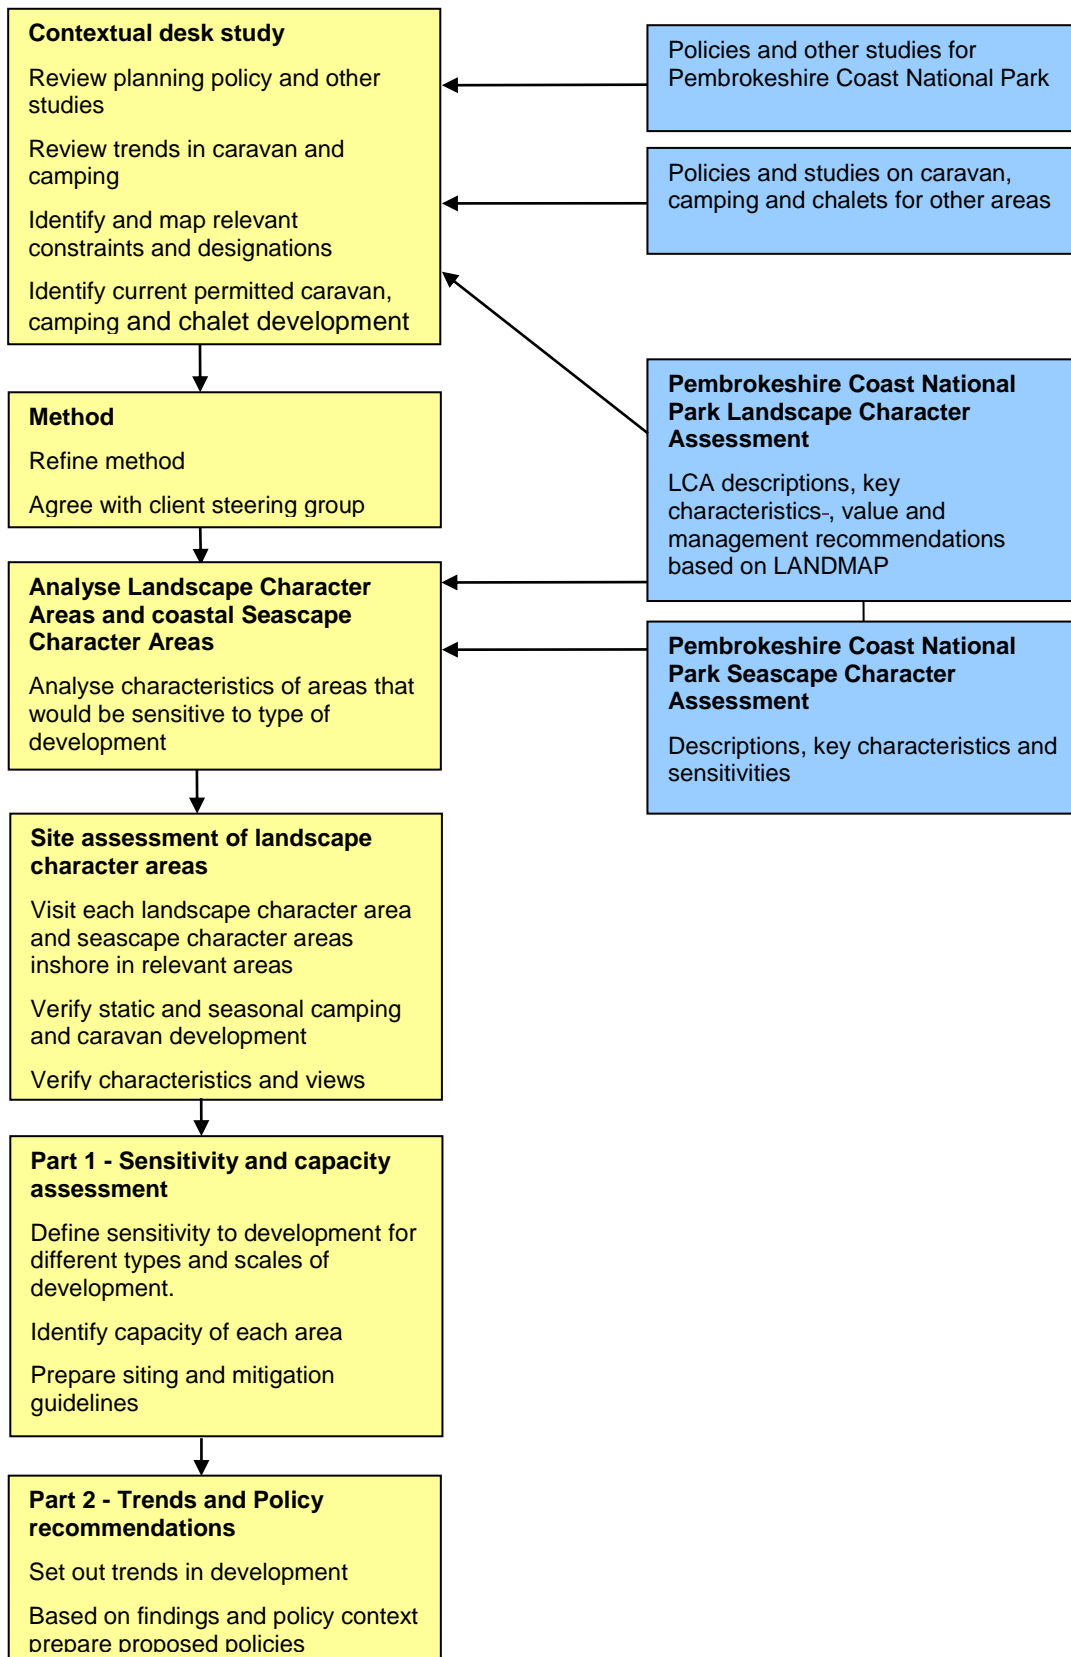 Contextual desk study
Review planning policy and other
studies
Review trends in caravan and
camping
Identify and map relevant
constraints and designations
Identify current permitted caravan,
camping and chalet development
Policies and other studies for
Pembrokeshire Coast National Park
Policies and studies on caravan,
camping and chalets for other areas
Method
Refine method
Agree with client steering group
Pembrokeshire Coast National
Park Landscape Character
Assessment
LCA descriptions, key
characteristics-, value and
management recommendations
based on LANDMAP
Analyse Landscape Character
Areas and coastal Seascape
Character Areas
Analyse characteristics of areas that
would be sensitive to type of
development
Pembrokeshire Coast National
Park Seascape Character
Assessment
Descriptions, key characteristics and
sensitivities
Site assessment of landscape
character areas
Visit each landscape character area
and seascape character areas
inshore in relevant areas
Verify static and seasonal camping
and caravan development
Verify characteristics and views
Part 1 - Sensitivity and capacity
assessment
Define sensitivity to development for
different types and scales of
development.
Identify capacity of each area
Prepare siting and mitigation
guidelines
Part 2 - Trends and Policy
recommendations
Set out trends in development
Based on findings and policy context
prepare proposed policies